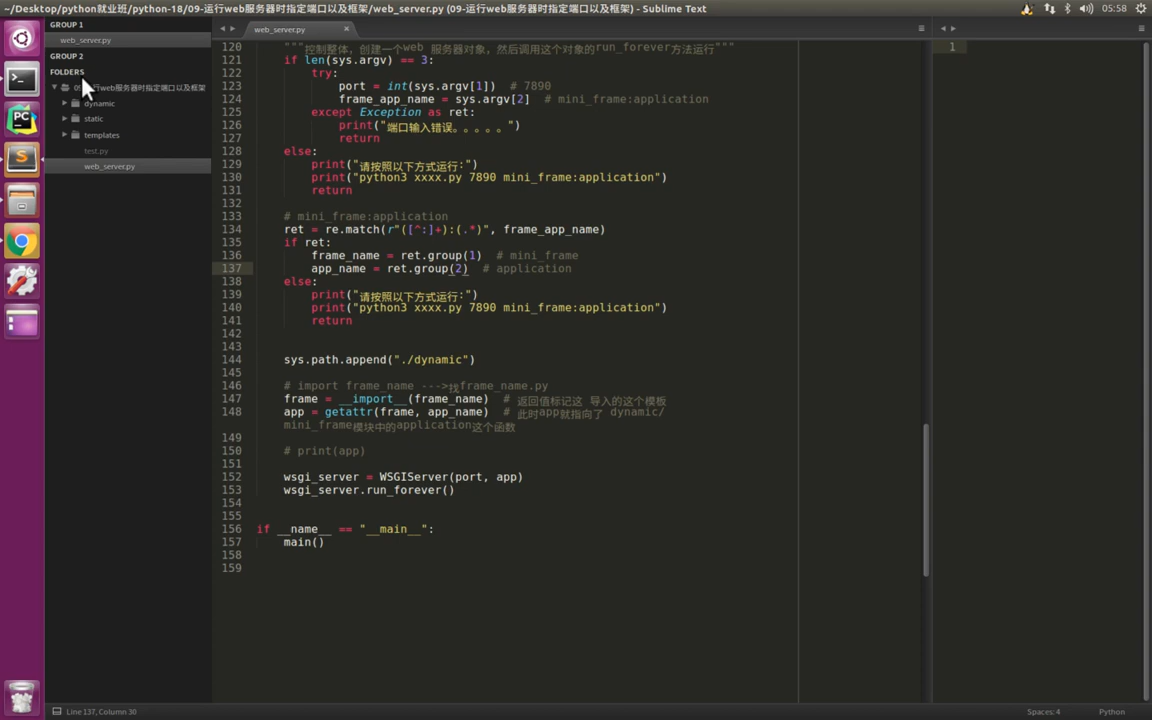 ~/Desktop/python就业班/python-18/09-运行web服务器时指定端口以及框架/web_server.py (09-运行web服务器时指定端口以及框架) - Sublime Text
05:58
GROUP 1
web_server.py
GROUP 2
FOLDERS
行web服务器时指定端口以及框架
dynamic
static
templates
test.py
web_server.py
web_server.py
120 """控制整体，创建一个web 服务器对象，然后调用这个对象的run_forever方法运行"""
121 if len(sys.argv) == 3:
122 try:
123 port = int(sys.argv[1])  # 7890
124 frame_app_name = sys.argv[2]  # mini_frame:application
125 except Exception as ret:
126 print("端口输入错误。。。。。")
127 return
128 else:
129 print("请按照以下方式运行:")
130 print("python3 xxxx.py 7890 mini_frame:application")
131 return
132
133 # mini_frame:application
134 ret = re.match(r"([^:]+):(.*)", frame_app_name)
135 if ret:
136 frame_name = ret.group(1)  # mini_frame
137 app_name = ret.group(2)  # application
138 else:
139 print("请按照以下方式运行:")
140 print("python3 xxxx.py 7890 mini_frame:application")
141 return
142
143
144 sys.path.append("./dynamic")
145
146 # import frame_name --->找frame_name.py
147 frame = __import__(frame_name)  # 返回值标记这 导入的这个模板
148 app = getattr(frame, app_name)  # 此时app就指向了 dynamic/
mini_frame模块中的application这个函数
149
150 # print(app)
151
152 wsgi_server = WSGIServer(port, app)
153 wsgi_server.run_forever()
154
155
156 if __name__ == "__main__":
157 main()
158
159
1
Line 137, Column 30
Spaces: 4
Python